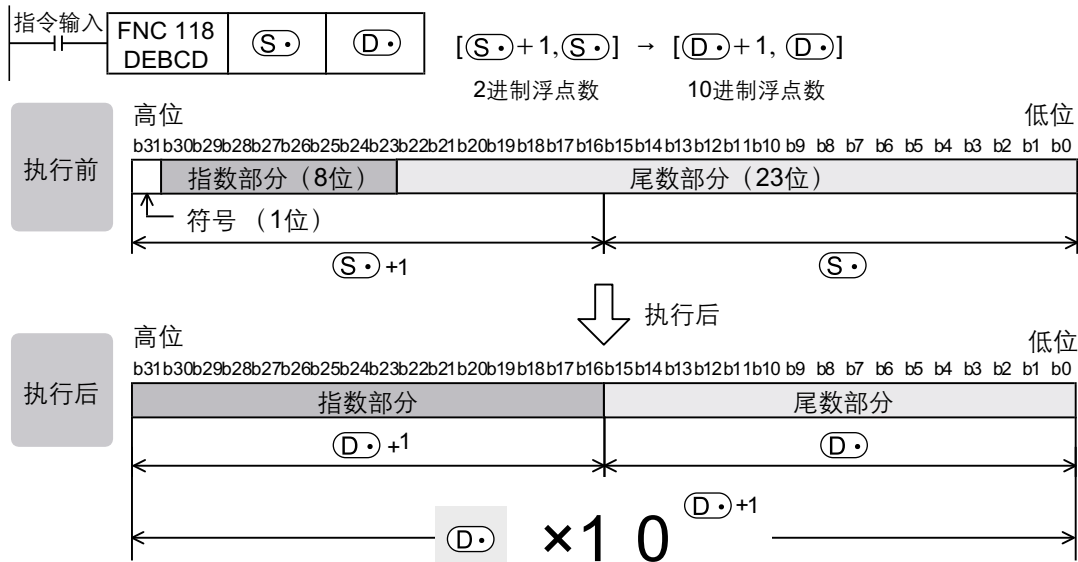 指令输入
FNC 118
DEBCD
S·
D·
[S·+1,S·] → [D·+1, D·]
2进制浮点数
10进制浮点数
执行前
高位
低位
b31b30b29b28b27b26b25b24b23b22b21b20b19b18b17b16b15b14b13b12b11b10 b9 b8 b7 b6 b5 b4 b3 b2 b1 b0
指数部分（8位）
尾数部分（23位）
符号 （1位）
S·+1
S·
执行后
高位
低位
执行后
b31b30b29b28b27b26b25b24b23b22b21b20b19b18b17b16b15b14b13b12b11b10 b9 b8 b7 b6 b5 b4 b3 b2 b1 b0
指数部分
尾数部分
D·+1
D·
D· ×10 D·+1